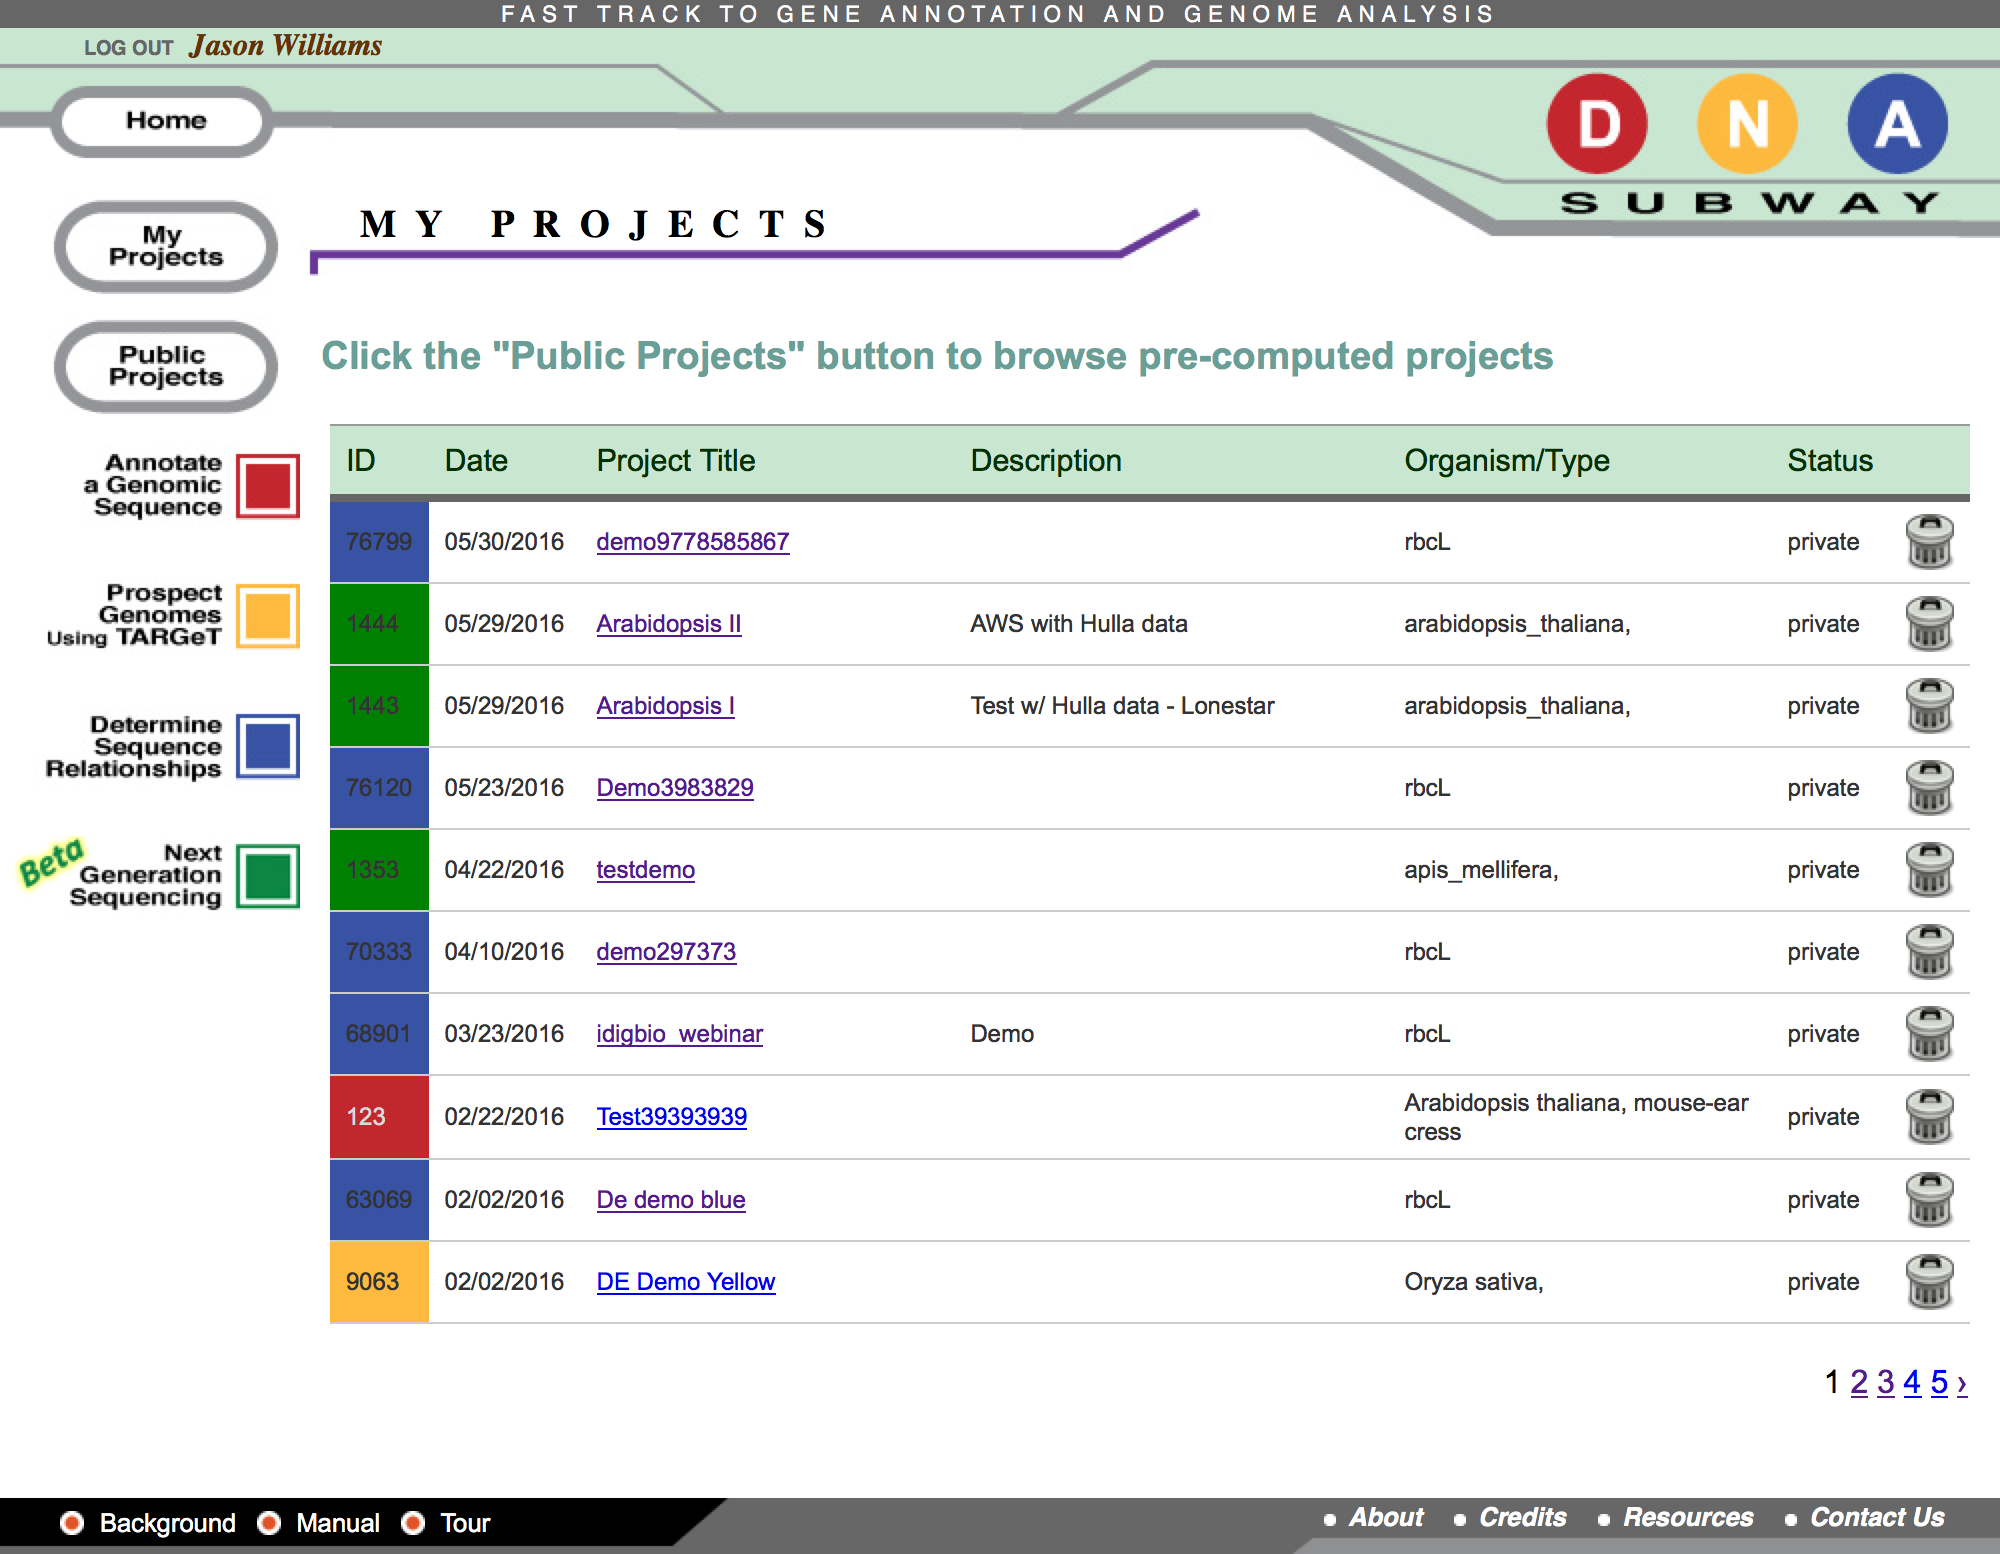 FAST TRACK TO GENE ANNOTATION AND GENOME ANALYSIS
LOG OUT Jason Williams
Home
D N A
SUBWAY
My
Projects
MY PROJECTS
Public
Projects
Click the "Public Projects" button to browse pre-computed projects
Annotate
a Genomic
Sequence
Prospect
Genomes
Using TARGeT
Determine
Sequence
Relationships
Beta
Next
Generation
Sequencing
ID Date Project Title Description Organism/Type Status
76799 05/30/2016 demo9778585867 rbcL private
1444 05/29/2016 Arabidopsis II AWS with Hulla data arabidopsis_thaliana, private
1443 05/29/2016 Arabidopsis I Test w/ Hulla data - Lonestar arabidopsis_thaliana, private
76120 05/23/2016 Demo3983829 rbcL private
1353 04/22/2016 testdemo apis_mellifera, private
70333 04/10/2016 demo297373 rbcL private
68901 03/23/2016 idigbio_webinar Demo rbcL private
123 02/22/2016 Test39393939 Arabidopsis thaliana, mouse-ear
cress private
63069 02/02/2016 De demo blue rbcL private
9063 02/02/2016 DE Demo Yellow Oryza sativa, private
1 2 3 4 5 ›
Background Manual Tour
About Credits Resources Contact Us